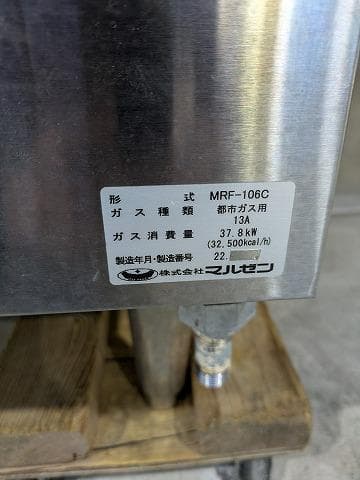 形式 MRF-106C
ガス種類 都市ガス用
13A
ガス消費量 37.8kW
(32.500kcal/h)
製造年月・製造番号 22.
株式会社マルゼン